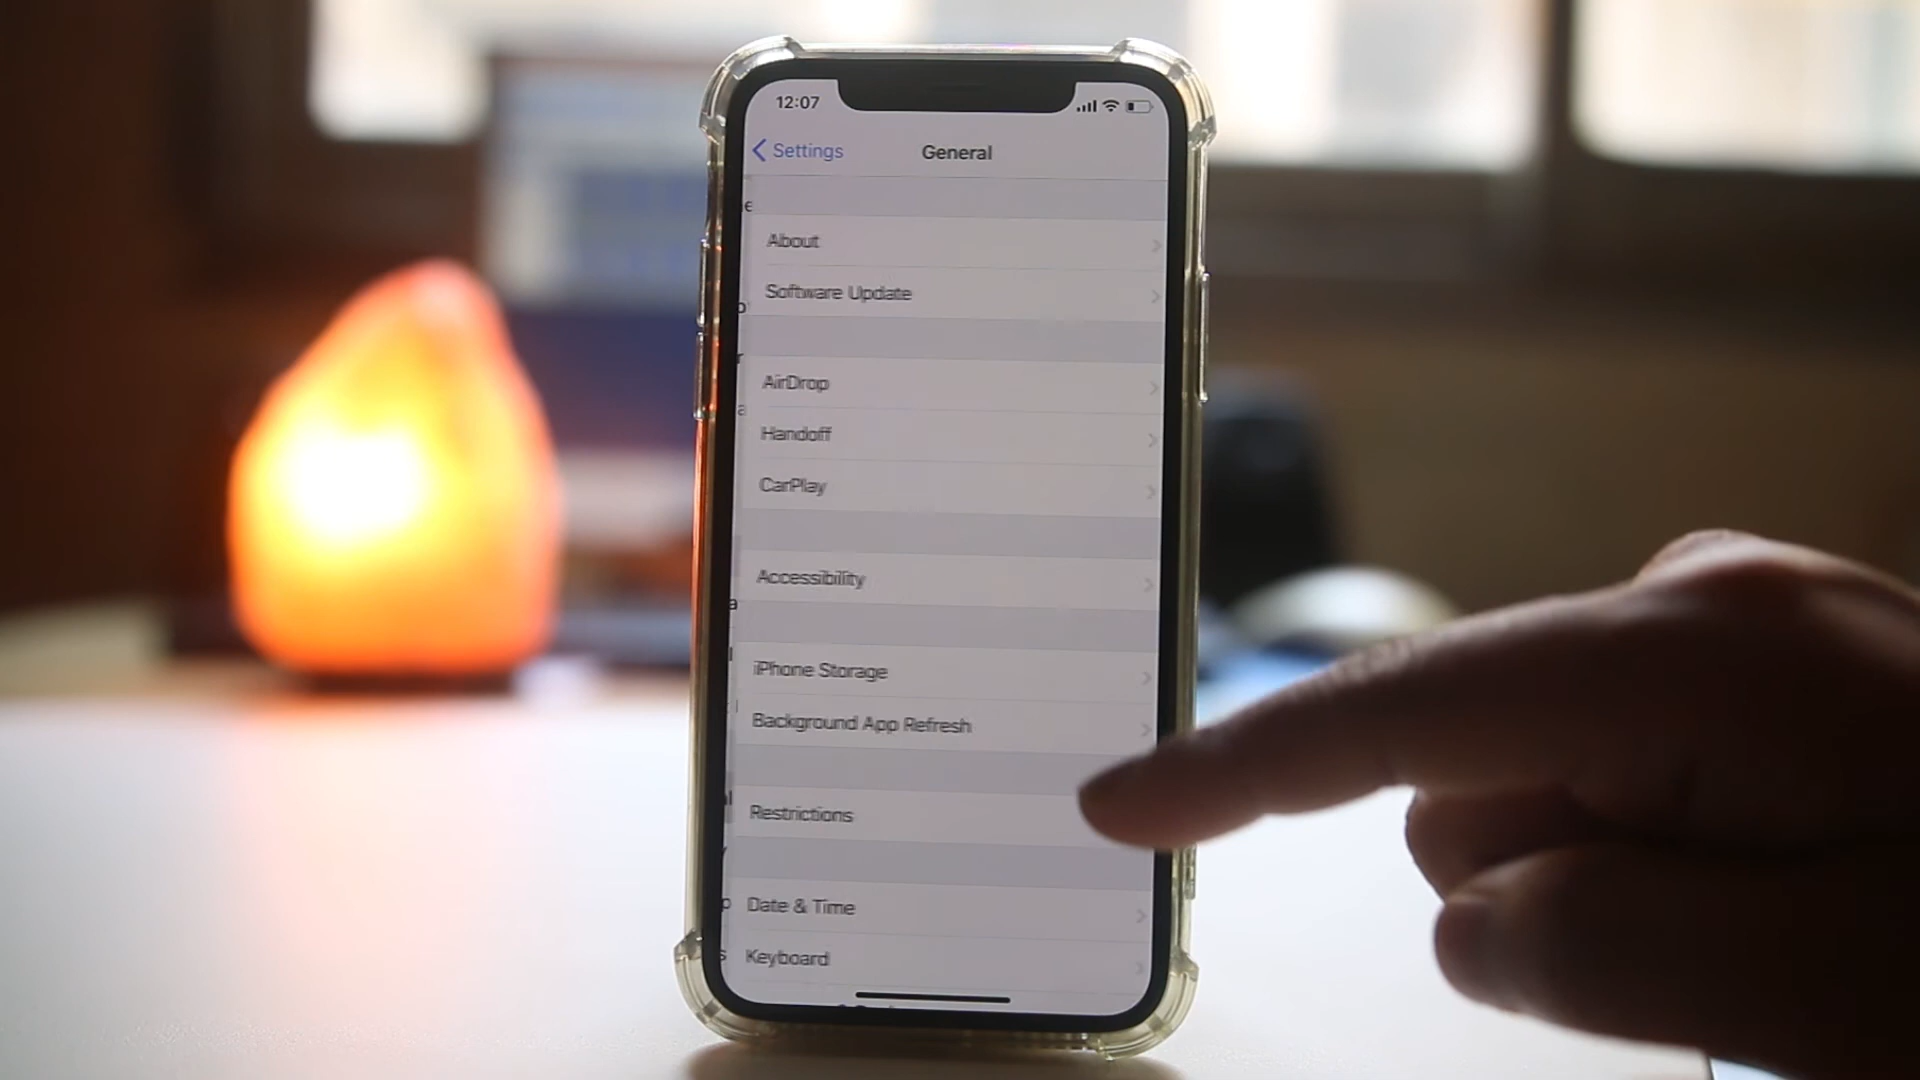 12:07
Settings
General
About
Software Update
AirDrop
Handoff
CarPlay
Accessibility
iPhone Storage
Background App Refresh
Restrictions
Date & Time
Keyboard